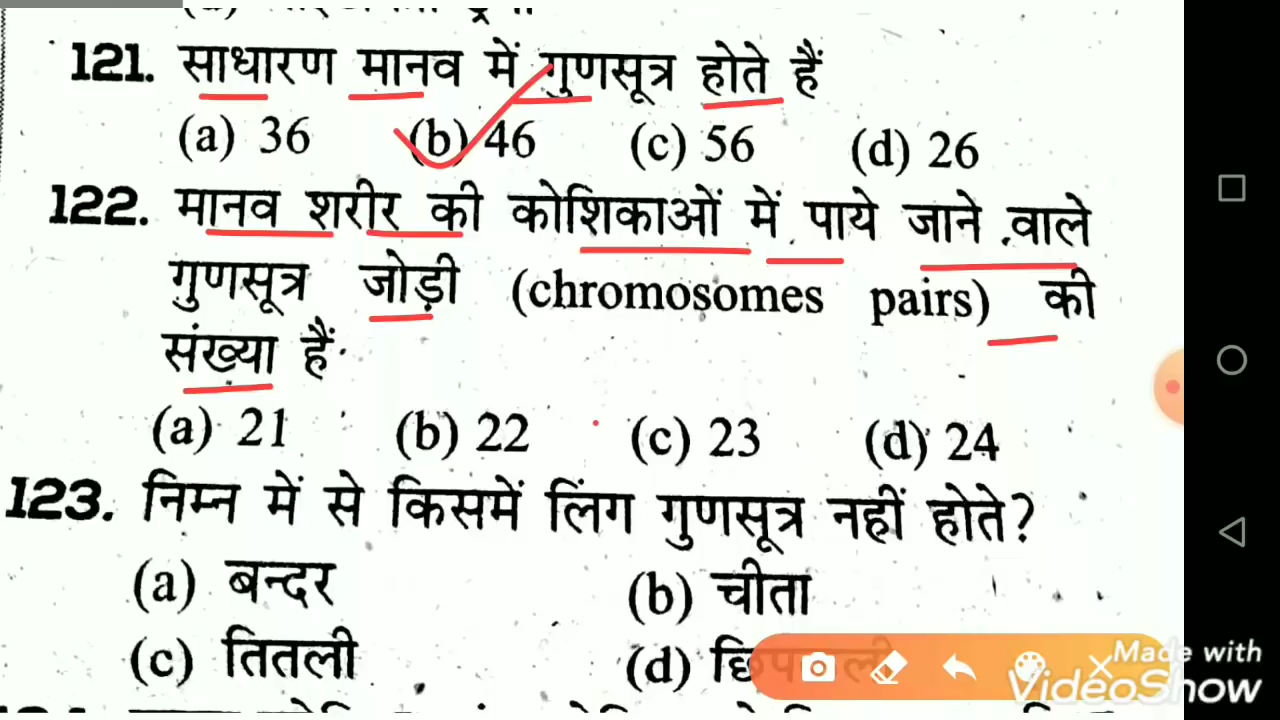 121. साधारण मानव में गुणसूत्र होते हैं
(a) 36 (b) 46 (c) 56 (d) 26
122. मानव शरीर की कोशिकाओं में पाये जाने वाले
गुणसूत्र जोड़ी (chromosomes pairs) की
संख्या हैं
(a) 21 (b) 22 (c) 23 (d) 24
123. निम्न में से किसमें लिंग गुणसूत्र नहीं होते?
(a) बन्दर (b) चीता
(c) तितली (d)
Made with
VideoShow